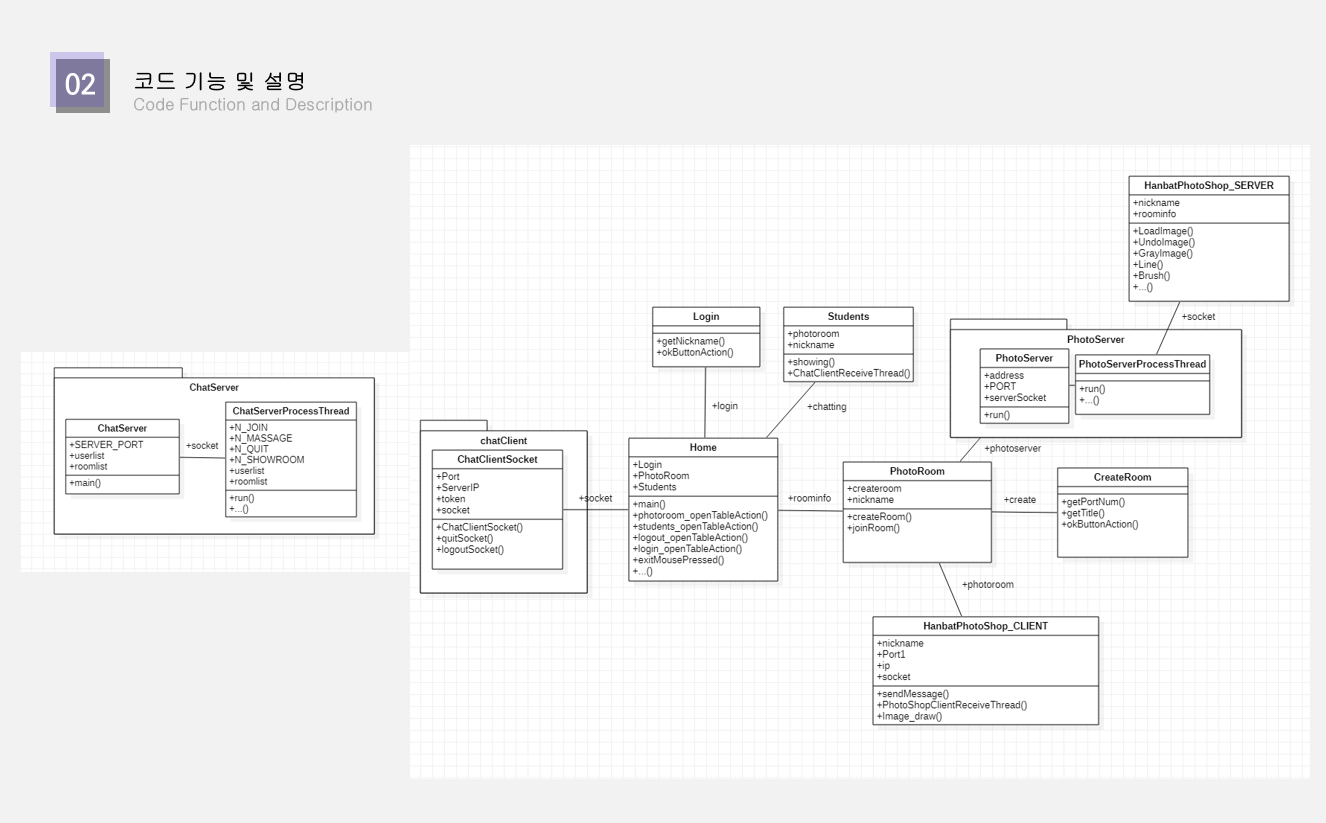 02
코드 기능 및 설명
Code Function and Description
ChatServer
ChatServer
+SERVER_PORT
+userlist
+roomlist
+main()
+socket
ChatServerProcessThread
+N_JOIN
+N_MASSAGE
+N_QUIT
+N_SHOWROOM
+userlist
+roomlist
+run()
+...()
chatClient
ChatClientSocket
+Port
+ServerIP
+token
+socket
+ChatClientSocket()
+quitSocket()
+logoutSocket()
+socket
Login
+getNickname()
+okButtonAction()
+login
Students
+photoroom
+nickname
+showing()
+ChatClientReceiveThread()
+chatting
Home
+Login
+PhotoRoom
+Students
+main()
+photoroom_openTableAction()
+students_openTableAction()
+logout_openTableAction()
+login_openTableAction()
+exitMousePressed()
+...()
+roominfo
HanbatPhotoShop_SERVER
+nickname
+roominfo
+LoadImage()
+UndoImage()
+GrayImage()
+Line()
+Brush()
+...()
+socket
PhotoServer
PhotoServer
+address
+PORT
+serverSocket
+run()
PhotoServerProcessThread
+run()
+...()
+photoserver
PhotoRoom
+createroom
+nickname
+createRoom()
+joinRoom()
+create
CreateRoom
+getPortNum()
+getTitle()
+okButtonAction()
+photoroom
HanbatPhotoShop_CLIENT
+nickname
+Port1
+ip
+socket
+sendMessage()
+PhotoShopClientReceiveThread()
+Image_draw()